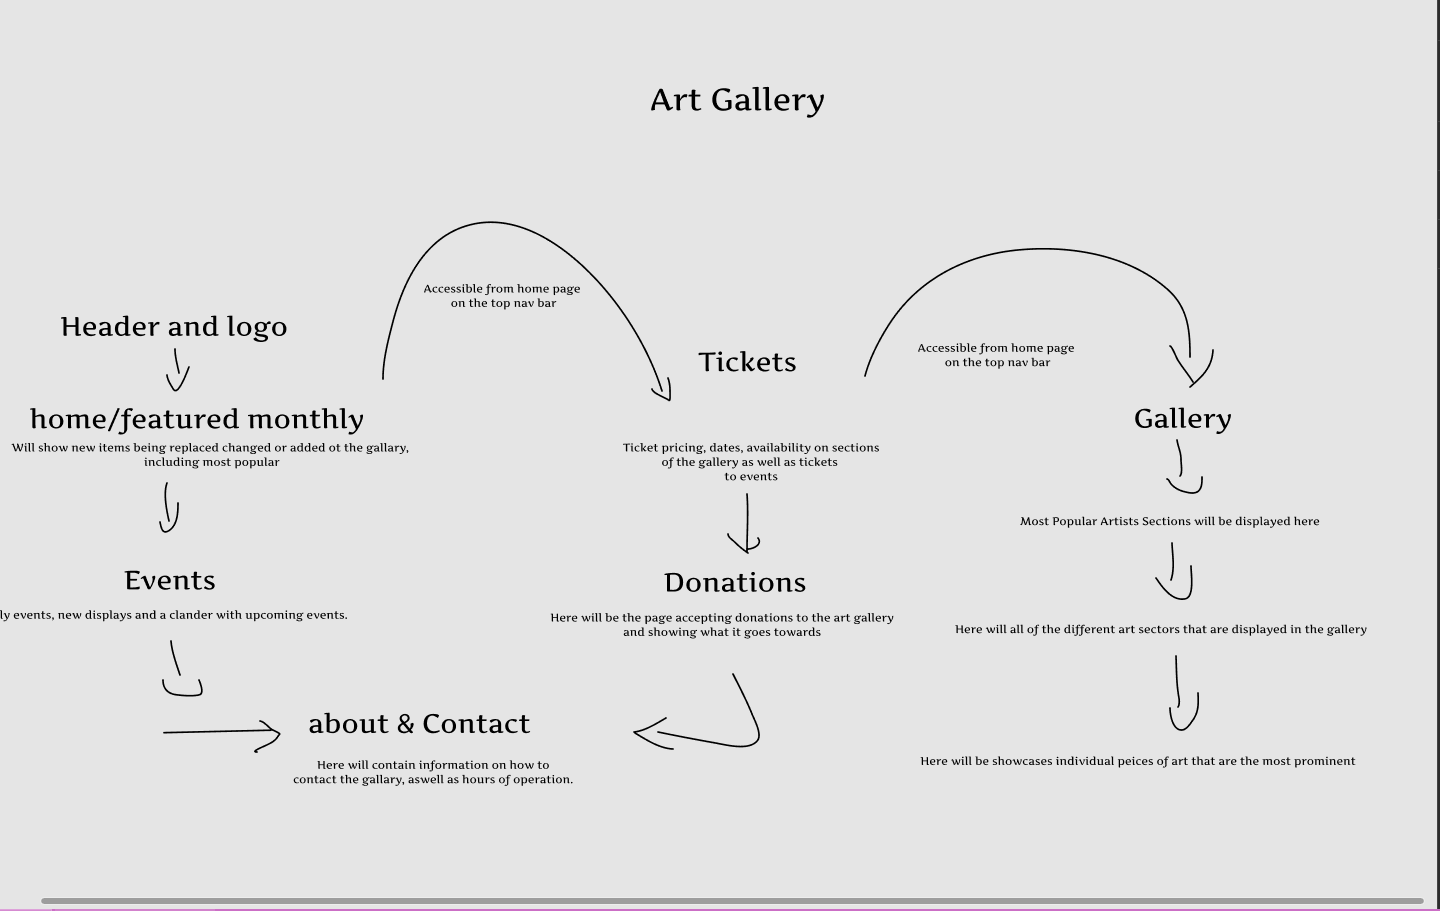 Art Gallery
Accessible from home page
on the top nav bar
Header and logo
home/featured monthly
Will show new items being replaced changed or added ot the gallary,
including most popular
Events
ly events, new displays and a clander with upcoming events.
Tickets
Ticket pricing, dates, availability on sections
of the gallery as well as tickets
to events
Donations
Here will be the page accepting donations to the art gallery
and showing what it goes towards
about & Contact
Here will contain information on how to
contact the gallary, aswell as hours of operation.
Accessible from home page
on the top nav bar
Gallery
Most Popular Artists Sections will be displayed here
Here will all of the different art sectors that are displayed in the gallery
Here will be showcases individual peices of art that are the most prominent